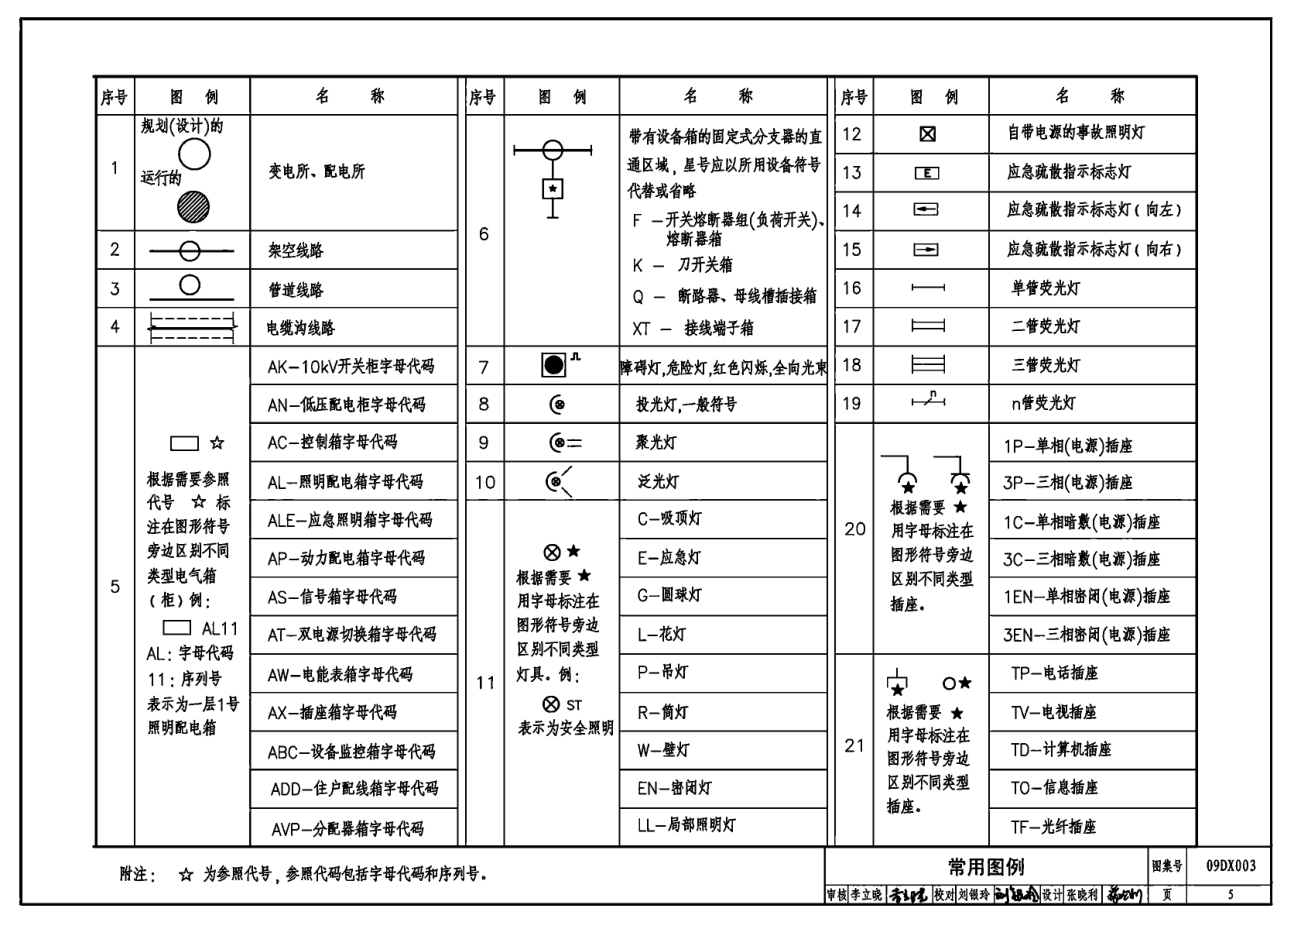 序号 图 例 名 称
1 规划(设计)的 运行的 变电所、配电所
2 架空线路
3 管道线路
4 电缆沟线路
5
☆
根据需要参照
代号 ☆ 标
注在图形符号
旁边区别不同
类型电气箱
(柜)例:
AL11
AL: 字母代码
11: 序列号
表示为一层1号
照明配电箱
AK—10kV开关柜字母代码
AN—低压配电柜字母代码
AC—控制箱字母代码
AL—照明配电箱字母代码
ALE—应急照明箱字母代码
AP—动力配电箱字母代码
AS—信号箱字母代码
AT—双电源切换箱字母代码
AW—电能表箱字母代码
AX—插座箱字母代码
ABC—设备监控箱字母代码
ADD—住户配线箱字母代码
AVP—分配器箱字母代码
序号 图 例 名 称
6
★
带有设备箱的固定式分支器的直
通区域，星号应以所用设备符号
代替或省略
F —开关熔断器组(负荷开关)、
熔断器箱
K — 刀开关箱
Q — 断路器、母线槽插接箱
XT — 接线端子箱
7 障碍灯,危险灯,红色闪烁,全向光束
8 投光灯,一般符号
9 聚光灯
10 泛光灯
11
★
根据需要 ★
用字母标注在
图形符号旁边
区别不同类型
灯具。例:
ST
表示为安全照明
C—吸顶灯
E—应急灯
G—圆球灯
L—花灯
P—吊灯
R—筒灯
W—壁灯
EN—密闭灯
LL—局部照明灯
序号 图 例 名 称
12 自带电源的事故照明灯
13 E 应急疏散指示标志灯
14 应急疏散指示标志灯(向左)
15 应急疏散指示标志灯(向右)
16 单管荧光灯
17 二管荧光灯
18 三管荧光灯
19 n n管荧光灯
20
★ ★
根据需要 ★
用字母标注在
图形符号旁边
区别不同类型
插座。
1P—单相(电源)插座
3P—三相(电源)插座
1C—单相暗敷(电源)插座
3C—三相暗敷(电源)插座
1EN—单相密闭(电源)插座
3EN—三相密闭(电源)插座
21
★ ★
根据需要 ★
用字母标注在
图形符号旁边
区别不同类型
插座。
TP—电话插座
TV—电视插座
TD—计算机插座
TO—信息插座
TF—光纤插座
附注: ☆ 为参照代号,参照代码包括字母代码和序列号。
常用图例 图集号 09DX003
审核 李立晓 校对 刘银玲 设计 张晓利 页 5